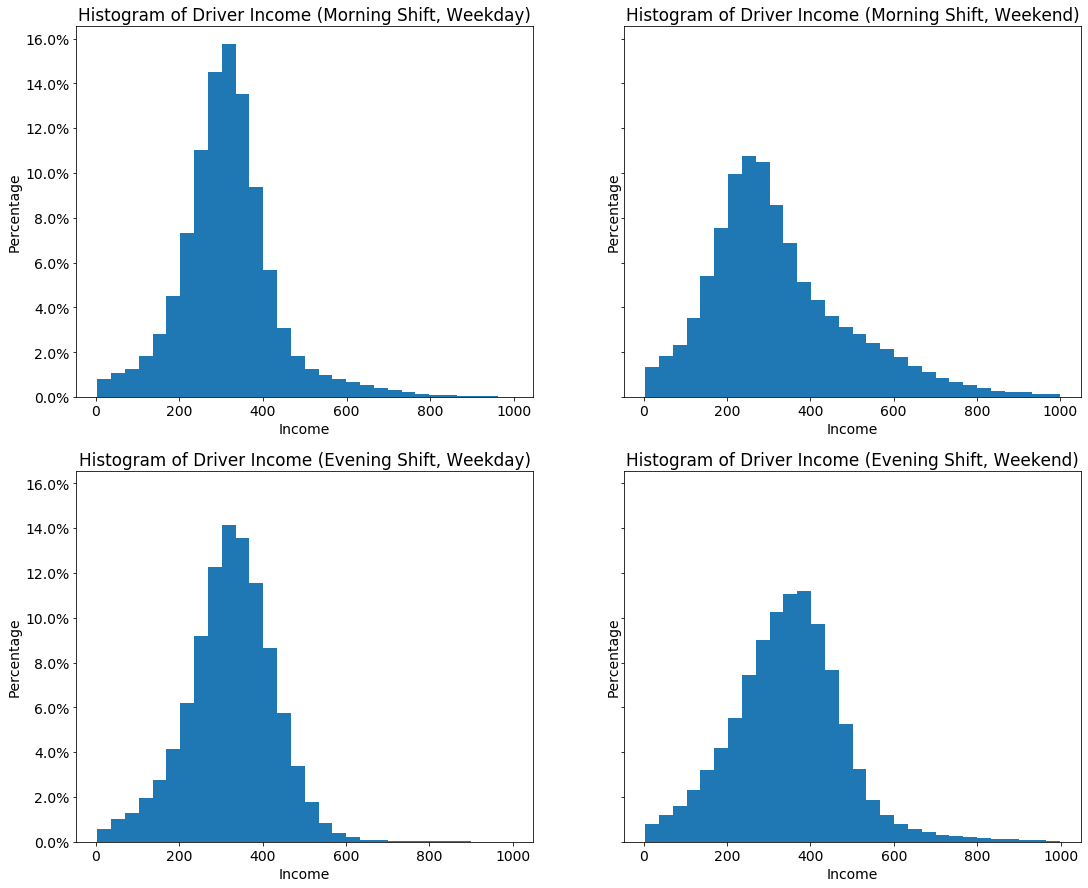 Histogram of Driver Income (Morning Shift, Weekday)
16.0%
14.0%
12.0%
10.0%
8.0%
6.0%
4.0%
2.0%
0.0%
Percentage
0 200 400 600 800 1000
Income
Histogram of Driver Income (Morning Shift, Weekend)
Percentage
0 200 400 600 800 1000
Income
Histogram of Driver Income (Evening Shift, Weekday)
16.0%
14.0%
12.0%
10.0%
8.0%
6.0%
4.0%
2.0%
0.0%
Percentage
0 200 400 600 800 1000
Income
Histogram of Driver Income (Evening Shift, Weekend)
Percentage
0 200 400 600 800 1000
Income